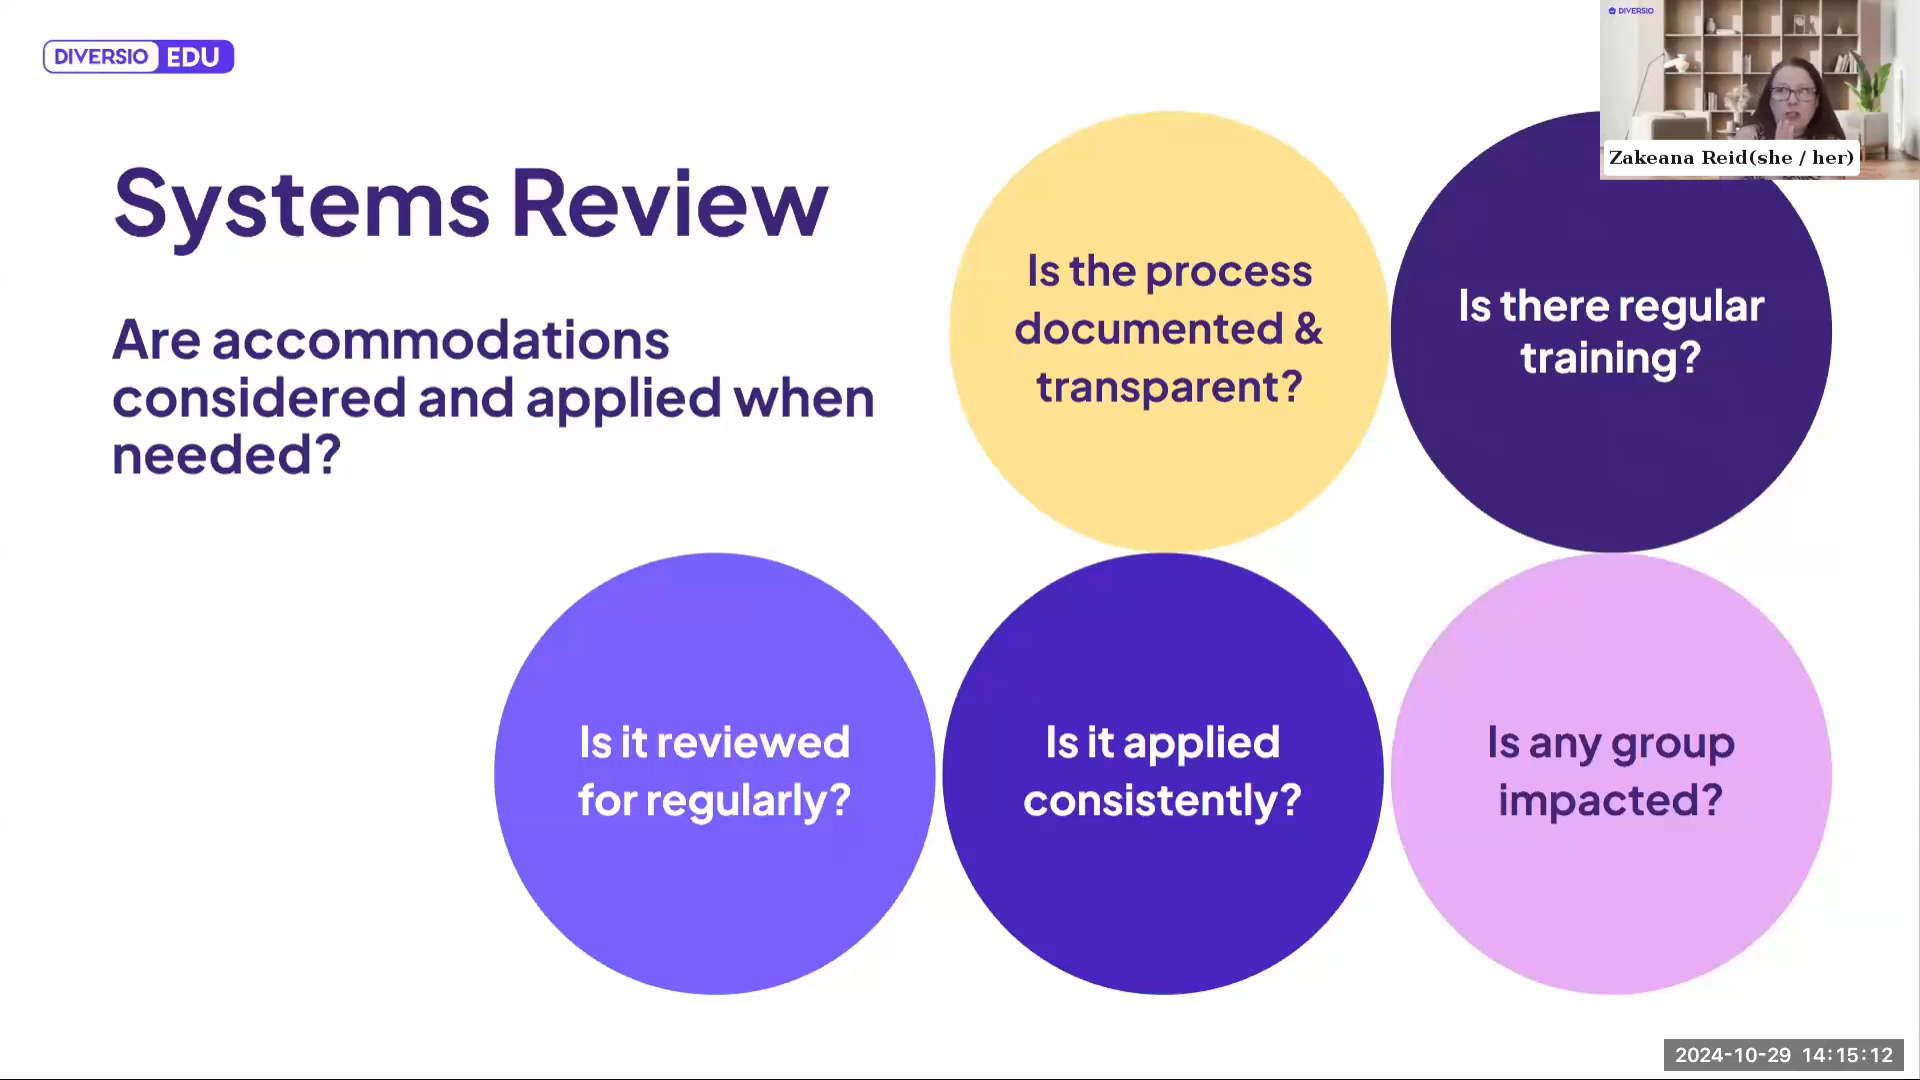 DIVERSIO EDU
DIVERSIO
Zakeana Reid(she / her)
Systems Review
Are accommodations
considered and applied when
needed?
Is the process
documented &
transparent?
Is there regular
training?
Is it reviewed
for regularly?
Is it applied
consistently?
Is any group
impacted?
2024-10-29 14:15:12